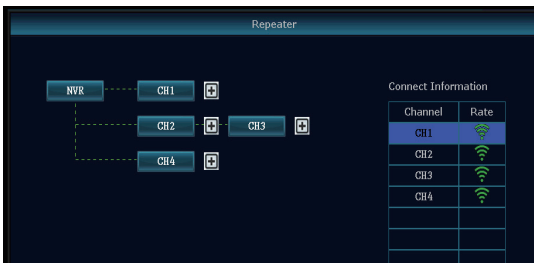 Repeater
NVR CH1
CH2 CH3
CH4
Connect Information
Channel Rate
CH1
CH2
CH3
CH4